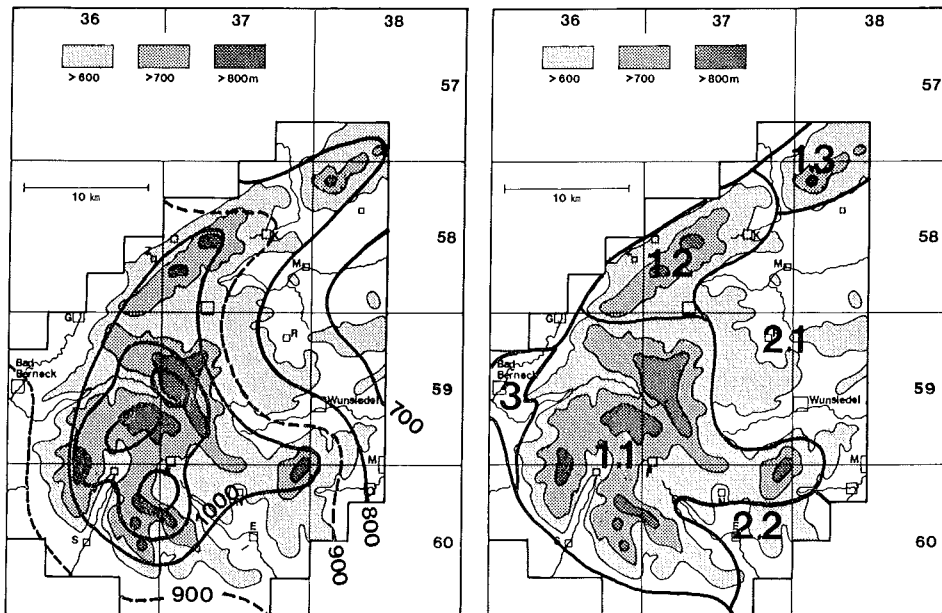 36 37 38
>600 >700 >800m
57
10 km
58
K
Z
M
G
R
Bad
Berneck
59
Wunsiedel
700
M
1000
N
800
S
E
900
60
900
36 37 38
>600 >700 >800m
57
1.3
10 km
58
K
Z
1.2
M
G
R
2.1
Bad
Berneck
59
3
Wunsiedel
1.1
M
F
N
2.2
E
S
60